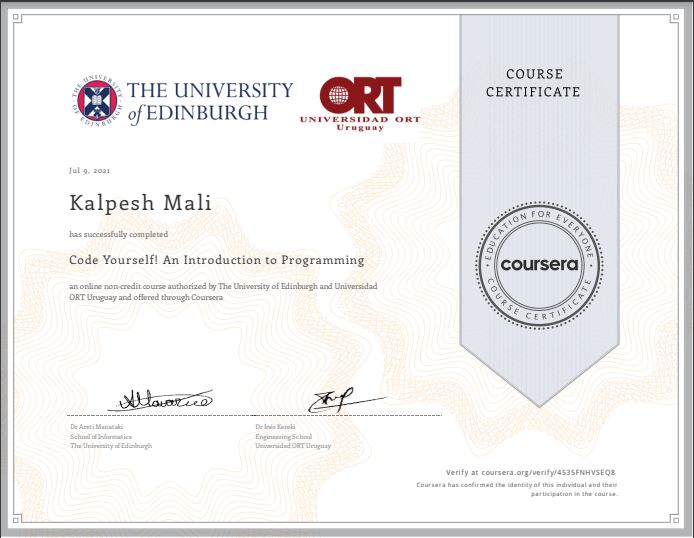 COURSE
CERTIFICATE
THE UNIVERSITY
of EDINBURGH
THE UNIVERSITY OF EDINBURGH
ORT
UNIVERSIDAD ORT
Uruguay
Jul 9, 2021
Kalpesh Mali
has successfully completed
Code Yourself! An Introduction to Programming
an online non-credit course authorized by The University of Edinburgh and Universidad
ORT Uruguay and offered through Coursera
EDUCATION FOR EVERYONE
coursera
COURSE CERTIFICATE
Dr Areti Manataki
School of Informatics
The University of Edinburgh
Dr Inés Kereki
Engineering School
Universidad ORT Uruguay
Verify at coursera.org/verify/4535FNHVSEQ8
Coursera has confirmed the identity of this individual and their
participation in the course.